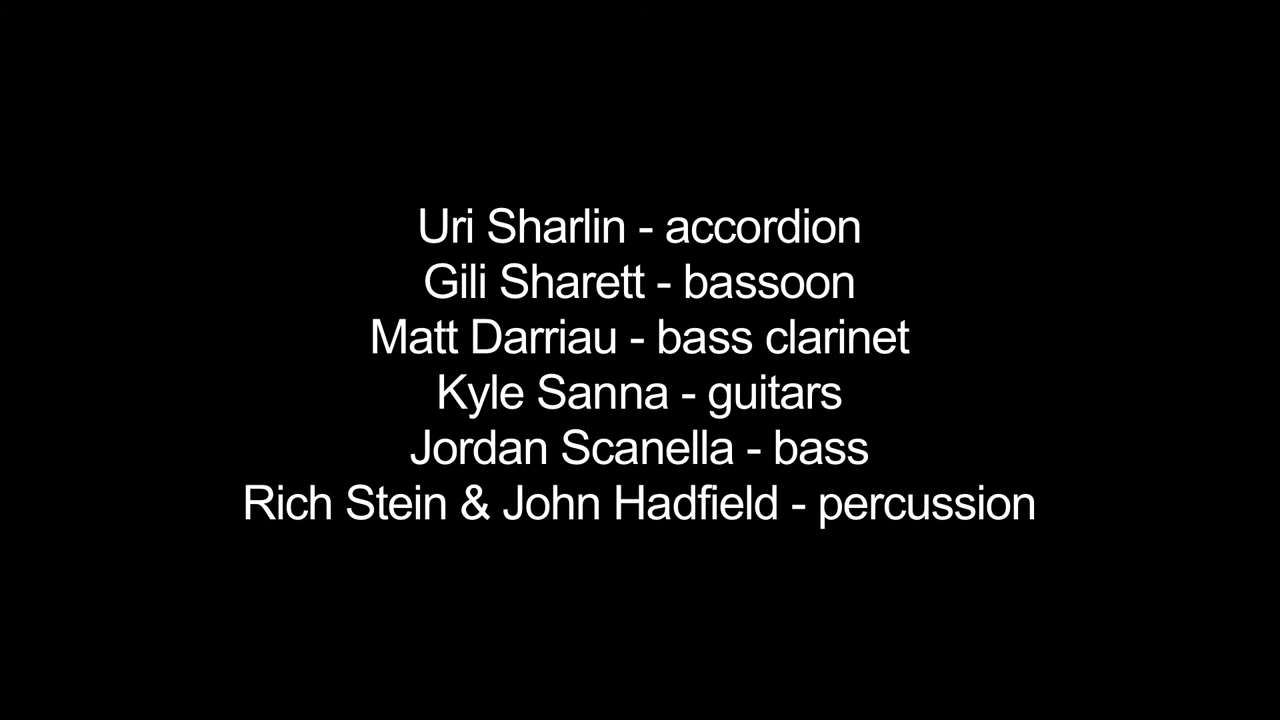 Uri Sharlin - accordion
Gili Sharett - bassoon
Matt Darriau - bass clarinet
Kyle Sanna - guitars
Jordan Scanella - bass
Rich Stein & John Hadfield - percussion